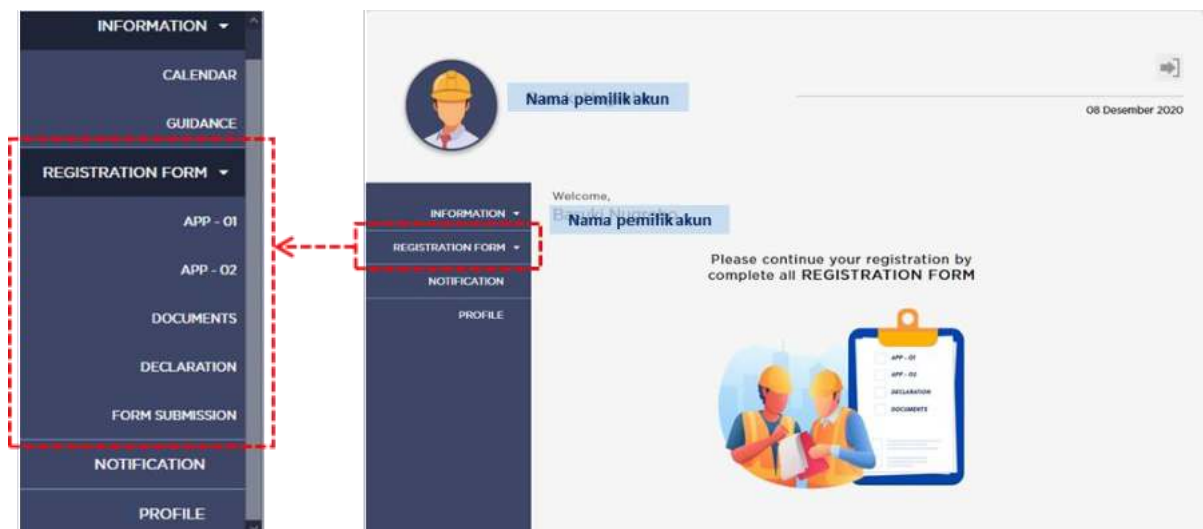 INFORMATION
CALENDAR
GUIDANCE
REGISTRATION FORM
APP - 01
APP - 02
DOCUMENTS
DECLARATION
FORM SUBMISSION
NOTIFICATION
PROFILE
Nama pemilik akun
08 Desember 2020
INFORMATION
REGISTRATION FORM
NOTIFICATION
PROFILE
Welcome,
Nama pemilik akun
Please continue your registration by
complete all REGISTRATION FORM
APP - 01
APP - 02
DECLARATION
DOCUMENTS